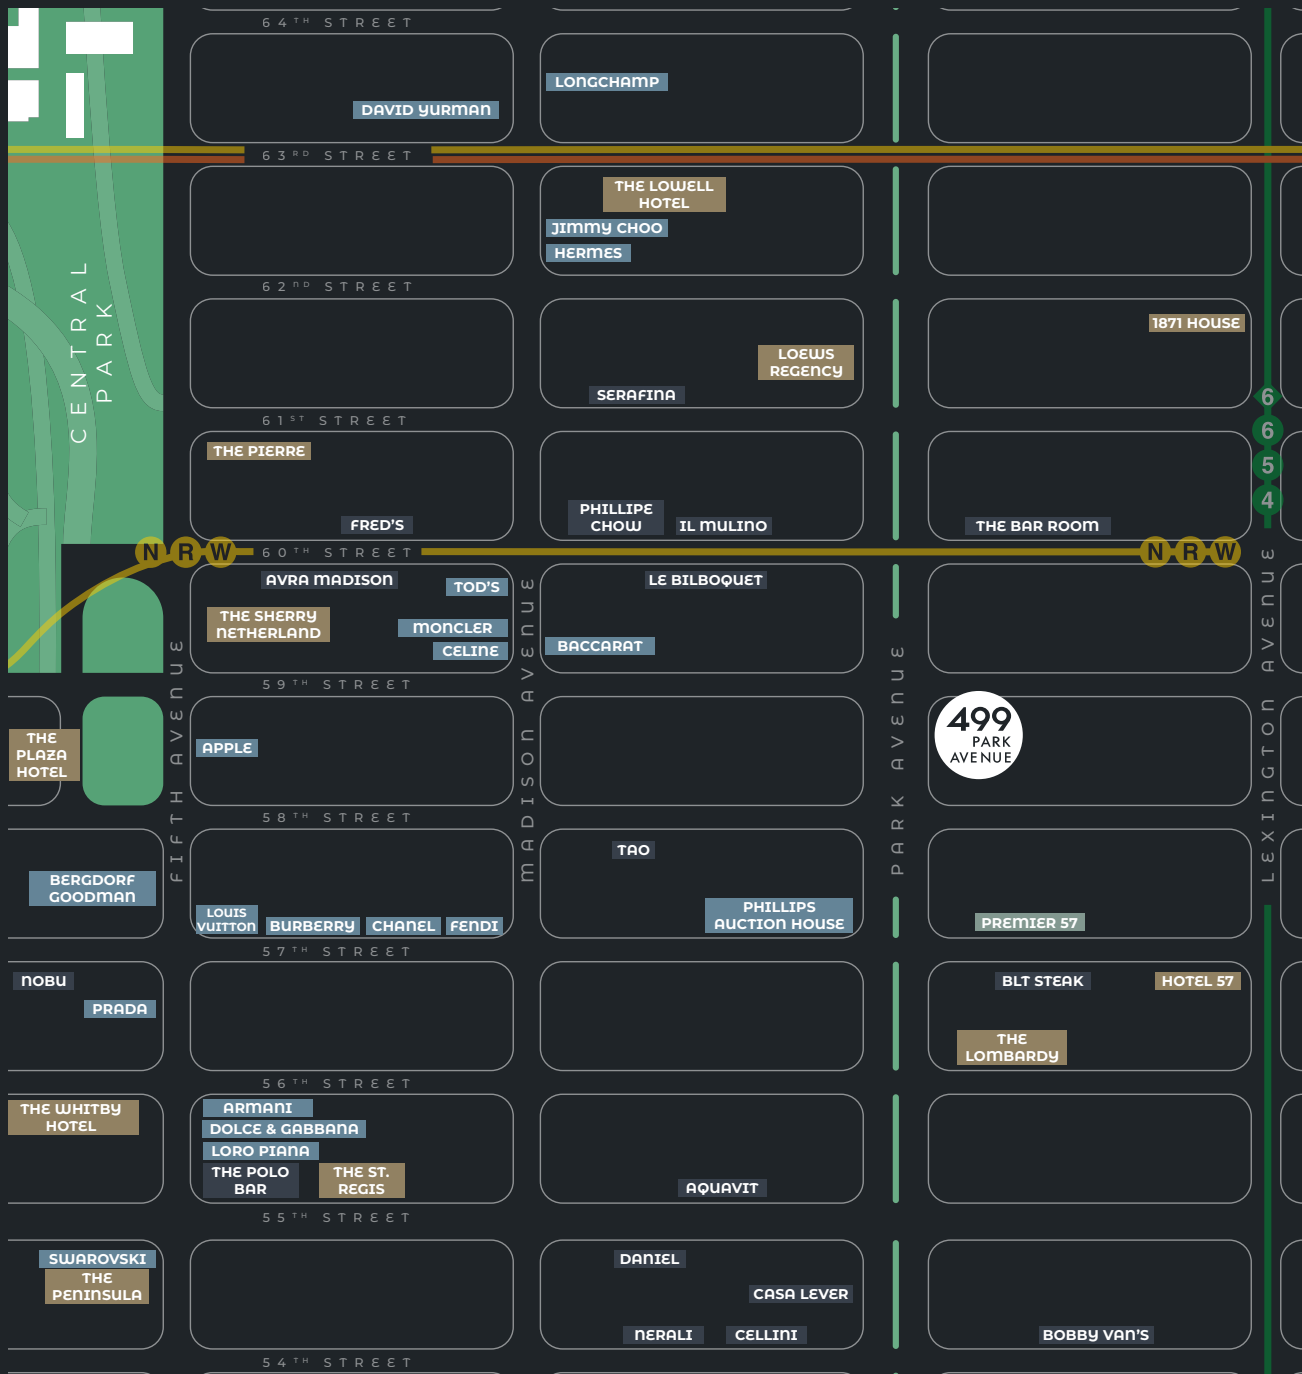 64TH STREET
LONGCHAMP
DAVID YURMAN
63RD STREET
THE LOWELL
HOTEL
JIMMY CHOO
HERMES
62ND STREET
CENTRAL
PARK
1871 HOUSE
LOEWS
REGENCY
SERAFINA
6
61ST STREET
6
THE PIERRE
5
4
PHILLIPE
CHOW
FRED'S
IL MULINO
THE BAR ROOM
N R W
60TH STREET
N R W
AVRA MADISON
TOD'S
LE BILBOQUET
THE SHERRY
NETHERLAND
MONCLER
CELINE
BACCARAT
59TH STREET
FIFTH AVENUE
MADISON AVENUE
PARK AVENUE
LEXINGTON AVENUE
499
PARK
AVENUE
THE
PLAZA
HOTEL
APPLE
58TH STREET
TAO
BERGDORF
GOODMAN
LOUIS
VUITTON
BURBERRY
CHANEL
FENDI
PHILLIPS
AUCTION HOUSE
PREMIER 57
57TH STREET
NOBU
PRADA
BLT STEAK
HOTEL 57
THE
LOMBARDY
56TH STREET
THE WHITBY
HOTEL
ARMANI
DOLCE & GABBANA
LORO PIANA
THE POLO
BAR
THE ST.
REGIS
AQUAVIT
55TH STREET
SWAROVSKI
THE
PENINSULA
DANIEL
CASA LEVER
NERALI
CELLINI
BOBBY VAN'S
54TH STREET